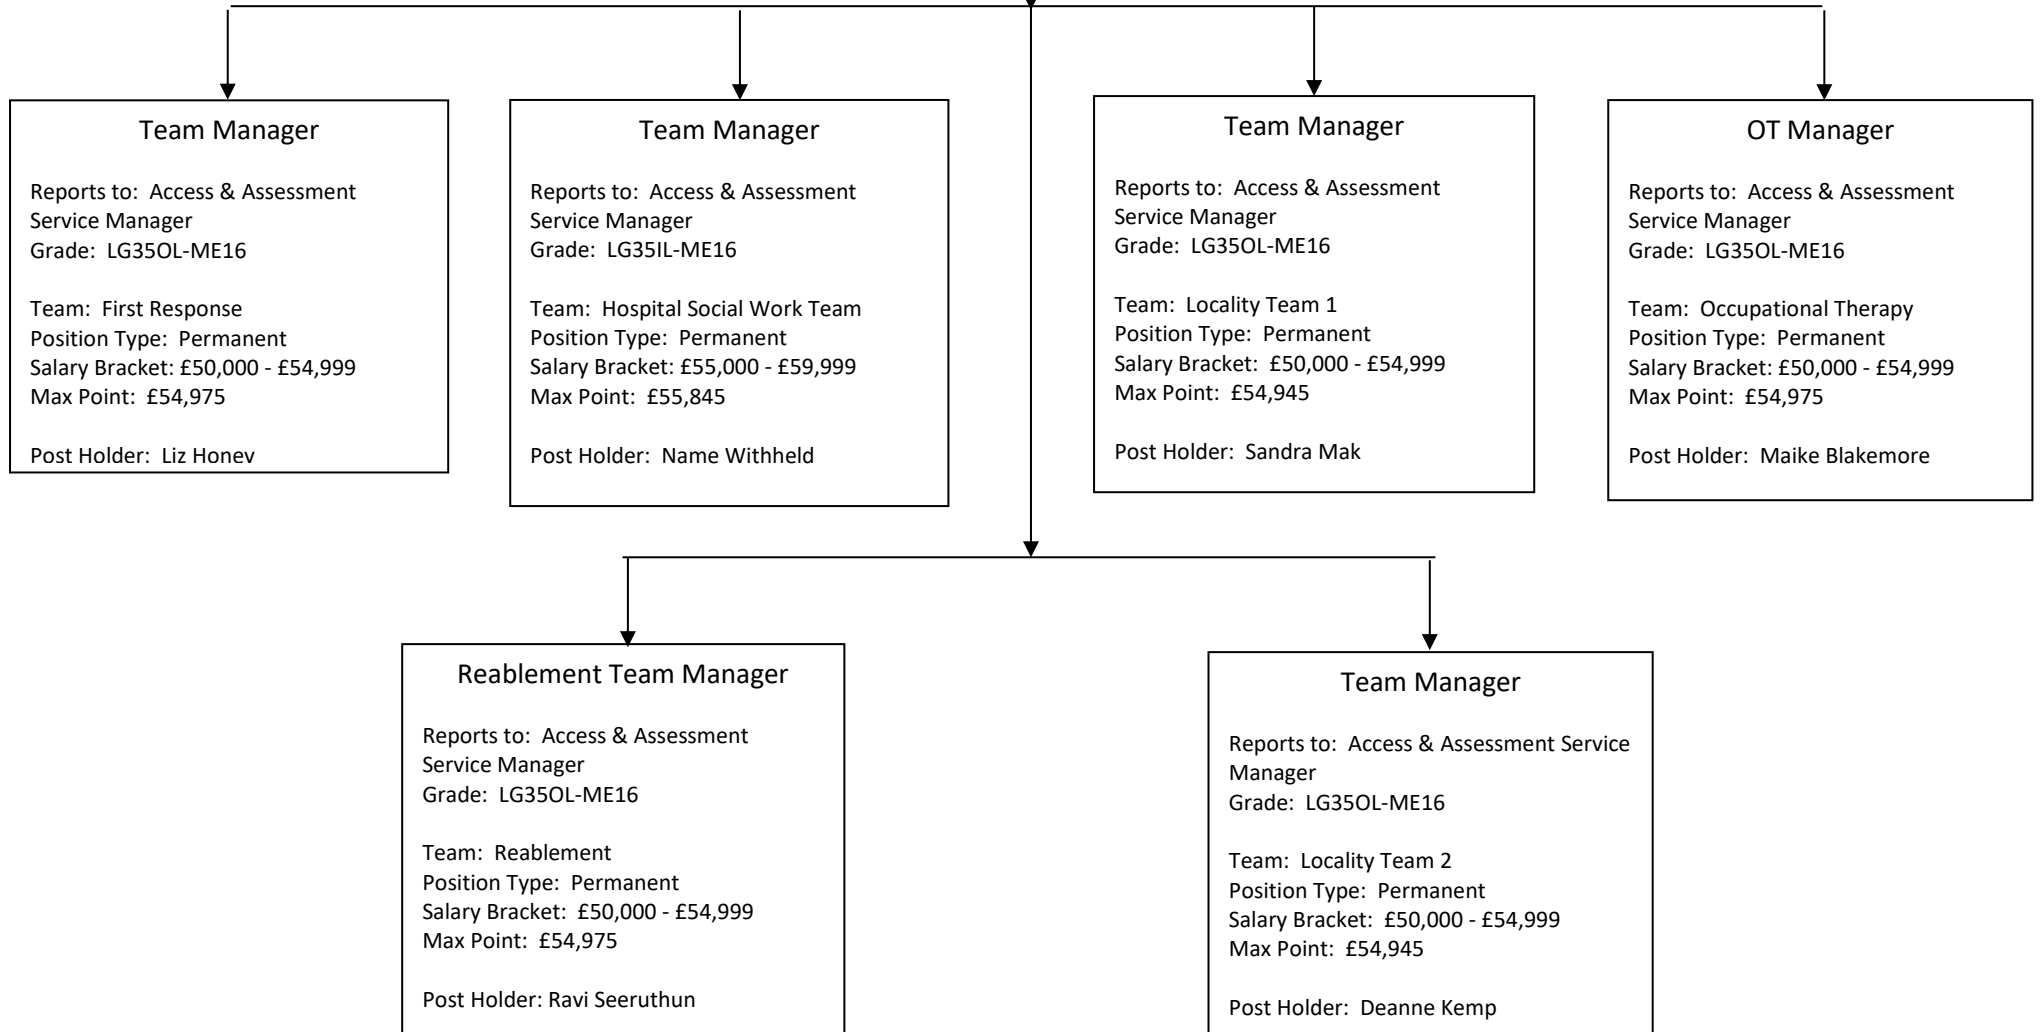 Team Manager
Reports to: Access & Assessment
Service Manager
Grade: LG35OL-ME16
Team: First Response
Position Type: Permanent
Salary Bracket: £50,000 - £54,999
Max Point: £54,975
Post Holder: Liz Honev
Team Manager
Reports to: Access & Assessment
Service Manager
Grade: LG35IL-ME16
Team: Hospital Social Work Team
Position Type: Permanent
Salary Bracket: £55,000 - £59,999
Max Point: £55,845
Post Holder: Name Withheld
Team Manager
Reports to: Access & Assessment
Service Manager
Grade: LG35OL-ME16
Team: Locality Team 1
Position Type: Permanent
Salary Bracket: £50,000 - £54,999
Max Point: £54,945
Post Holder: Sandra Mak
OT Manager
Reports to: Access & Assessment
Service Manager
Grade: LG35OL-ME16
Team: Occupational Therapy
Position Type: Permanent
Salary Bracket: £50,000 - £54,999
Max Point: £54,975
Post Holder: Maike Blakemore
Reablement Team Manager
Reports to: Access & Assessment
Service Manager
Grade: LG35OL-ME16
Team: Reablement
Position Type: Permanent
Salary Bracket: £50,000 - £54,999
Max Point: £54,975
Post Holder: Ravi Seeruthun
Team Manager
Reports to: Access & Assessment Service
Manager
Grade: LG35OL-ME16
Team: Locality Team 2
Position Type: Permanent
Salary Bracket: £50,000 - £54,999
Max Point: £54,945
Post Holder: Deanne Kemp